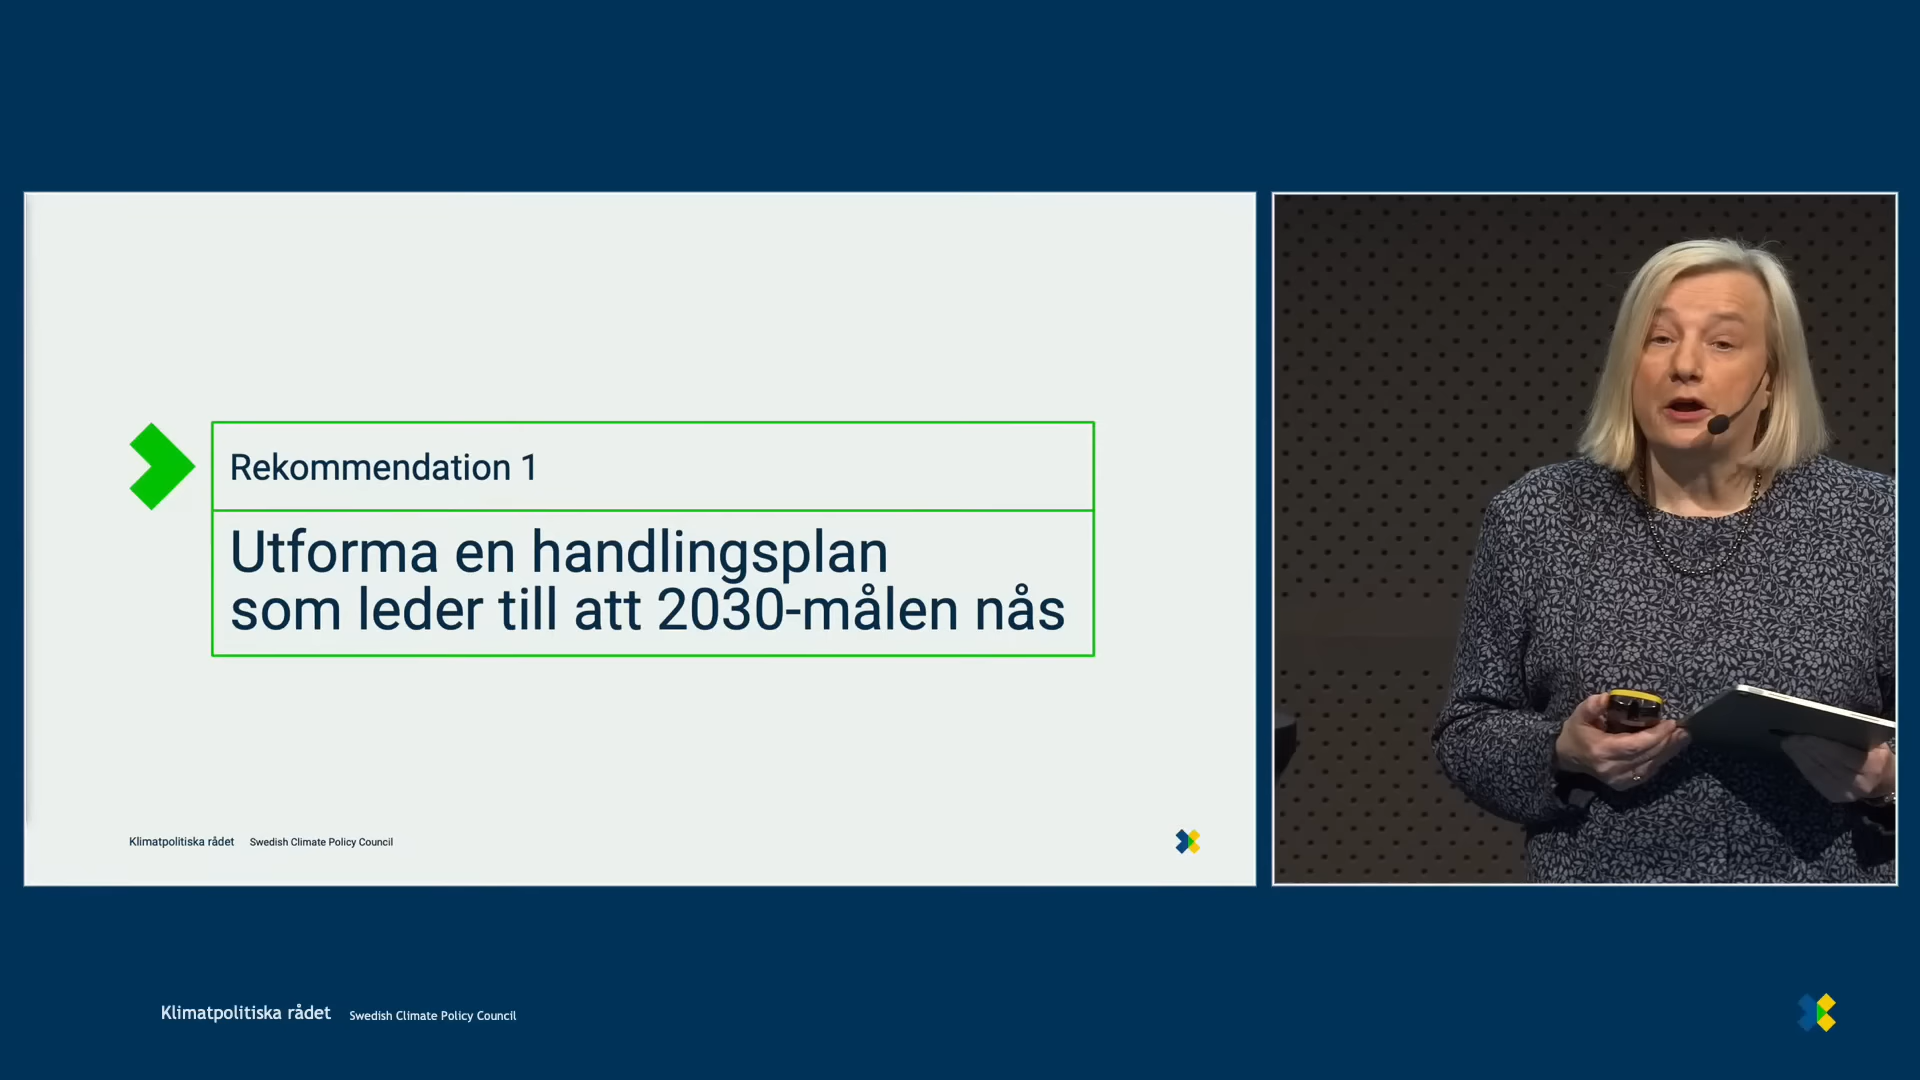 Rekommendation 1
Utforma en handlingsplan
som leder till att 2030-målen nås
Klimatpolitiska rådet Swedish Climate Policy Council
Klimatpolitiska rådet Swedish Climate Policy Council